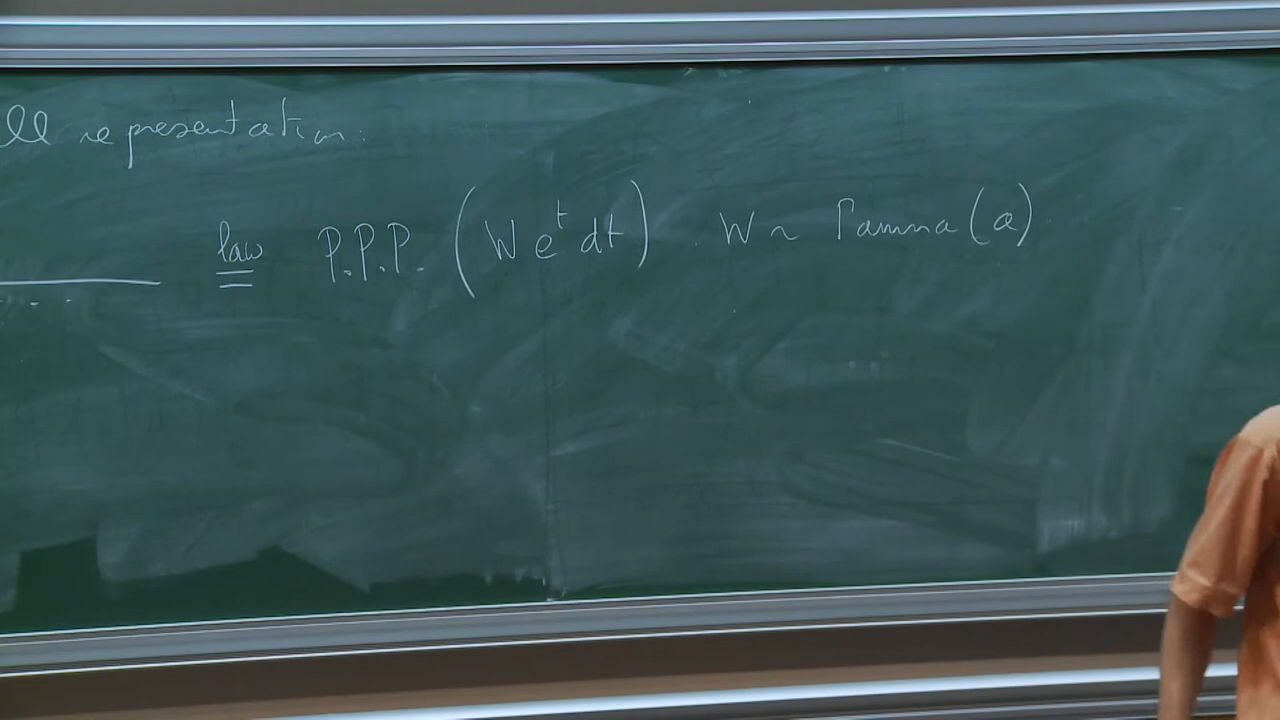 ll representation:
law
= P.P.P. (W e^t dt) . W ~ Gamma(a)